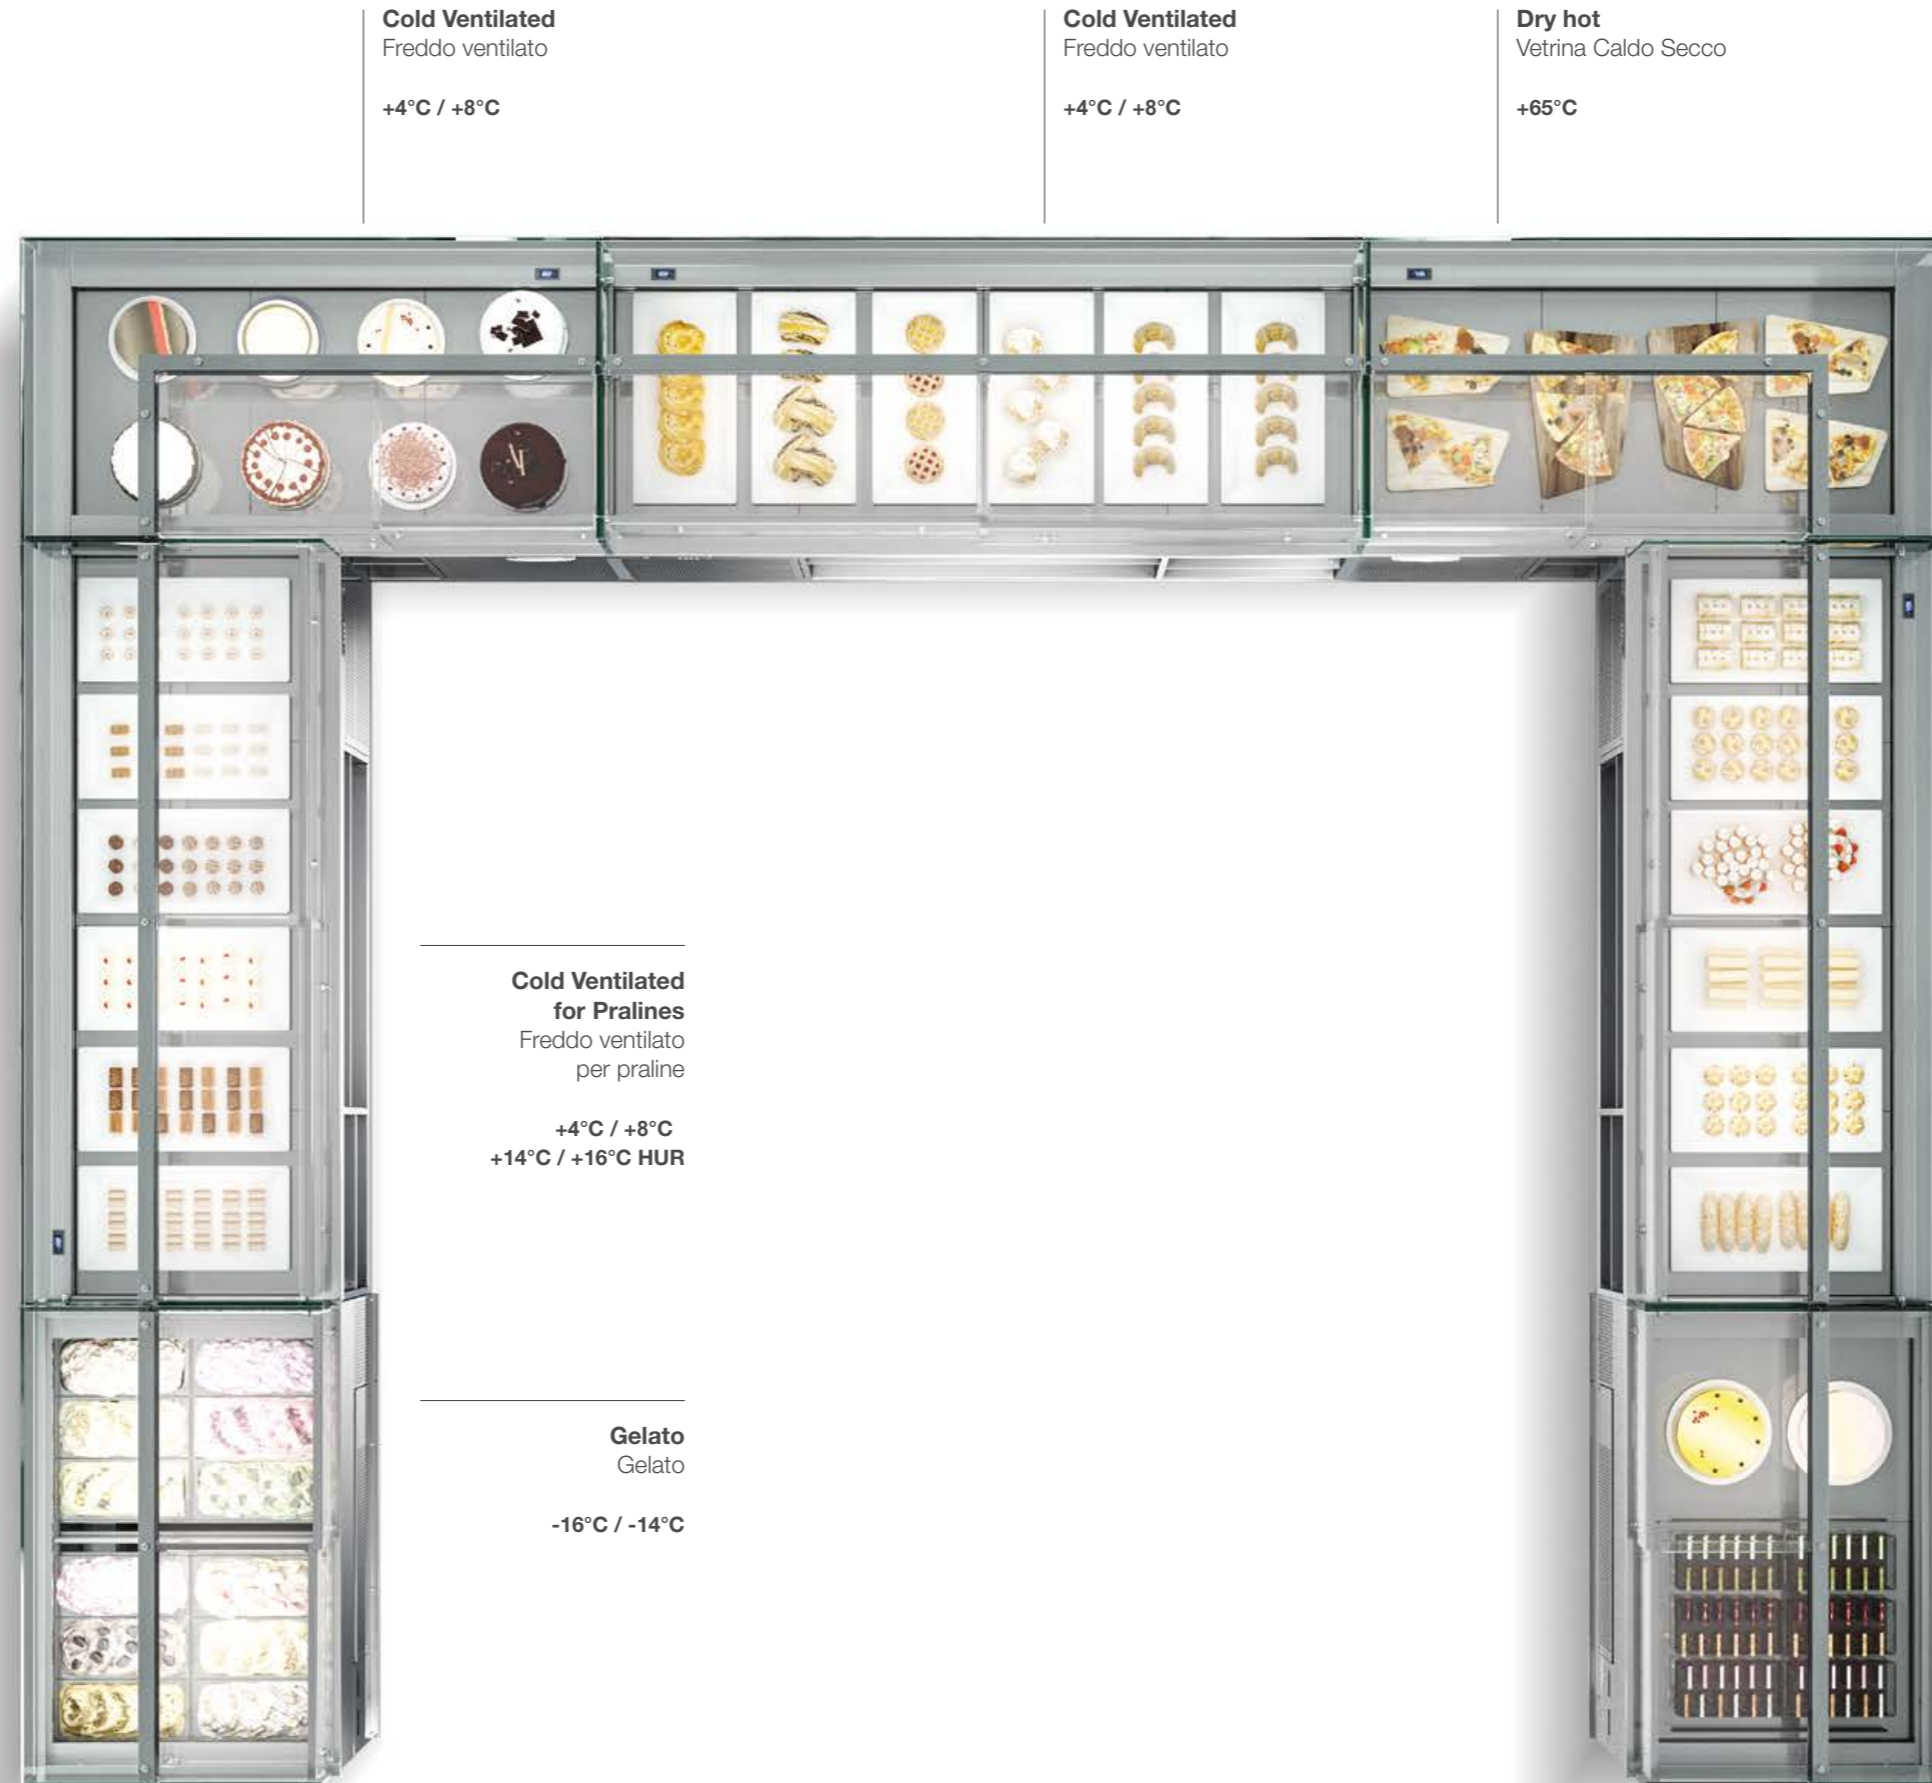 Cold Ventilated
Freddo ventilato
+4°C / +8°C
Cold Ventilated
Freddo ventilato
+4°C / +8°C
Dry hot
Vetrina Caldo Secco
+65°C
Cold Ventilated
for Pralines
Freddo ventilato
per praline
+4°C / +8°C
+14°C / +16°C HUR
Gelato
Gelato
-16°C / -14°C